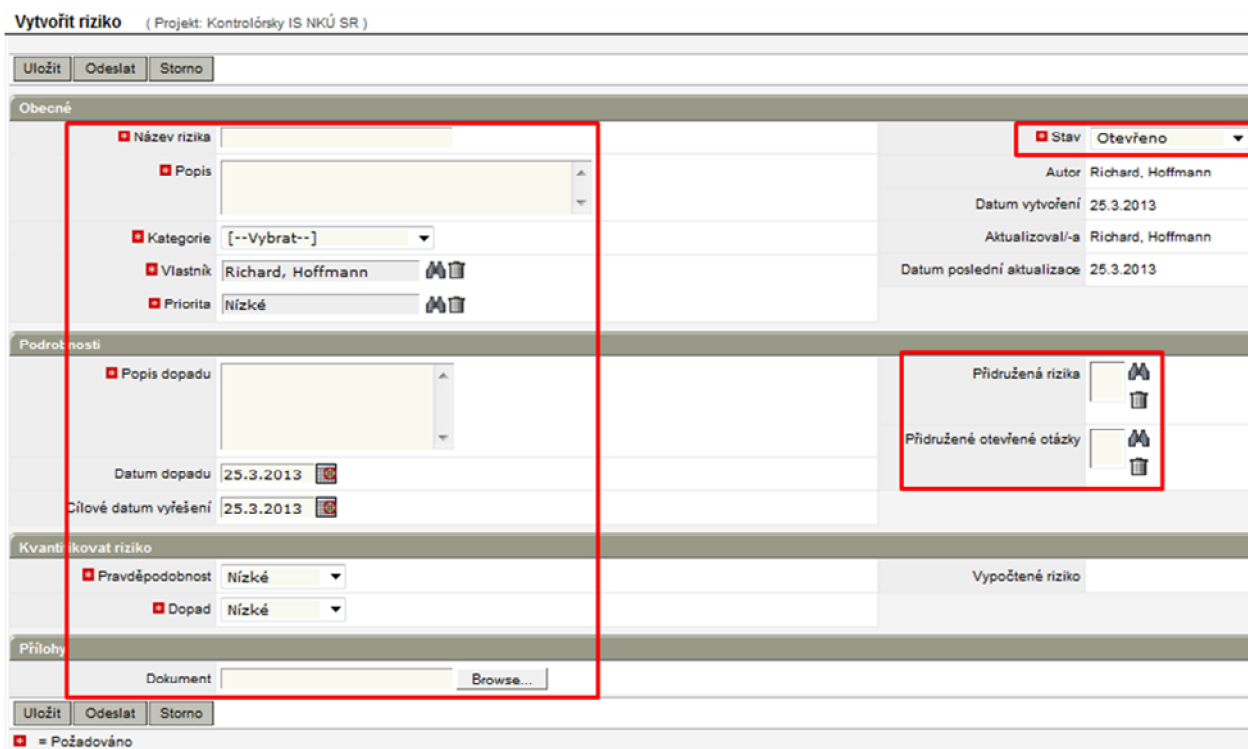 Vytvořit riziko ( Projekt: Kontrolórsky IS NKÚ SR )
Uložit Odeslat Storno
Obecné
Název rizika
Stav Otevřeno
Popis
Autor Richard, Hoffmann
Datum vytvoření 25.3.2013
Kategorie [--Vybrat--]
Aktualizoval/-a Richard, Hoffmann
Vlastník Richard, Hoffmann
Datum poslední aktualizace 25.3.2013
Priorita Nízké
Podrobnosti
Popis dopadu
Přidružená rizika
Přidružené otevřené otázky
Datum dopadu 25.3.2013
Cílové datum vyřešení 25.3.2013
Kvantifikovat riziko
Pravděpodobnost Nízké
Vypočtené riziko
Dopad Nízké
Přílohy
Dokument Browse...
Uložit Odeslat Storno
= Požadováno